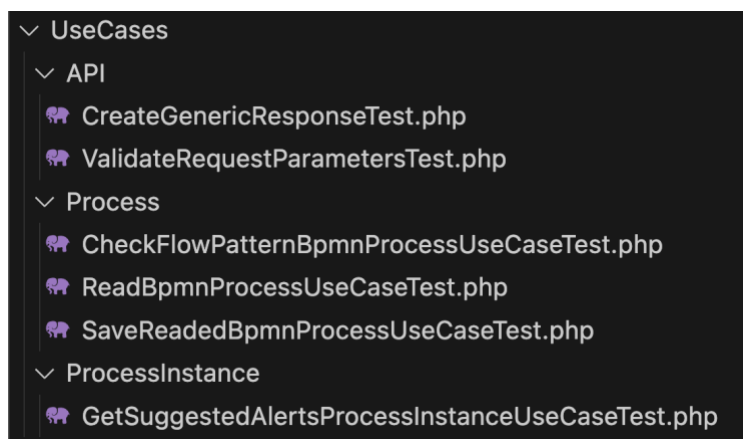 UseCases
API
CreateGenericResponseTest.php
ValidateRequestParametersTest.php
Process
CheckFlowPatternBpmnProcessUseCaseTest.php
ReadBpmnProcessUseCaseTest.php
SaveReadedBpmnProcessUseCaseTest.php
ProcessInstance
GetSuggestedAlertsProcessInstanceUseCaseTest.php